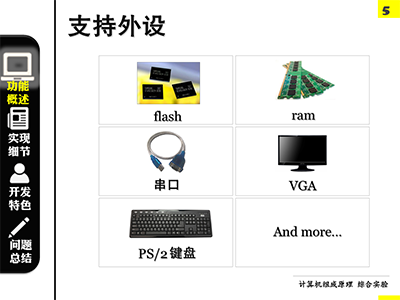 支持外设
5
功能
概述
实现
细节
开发
特色
问题
总结
flash
ram
串口
VGA
PS/2 键盘
And more...
计算机组成原理 综合实验